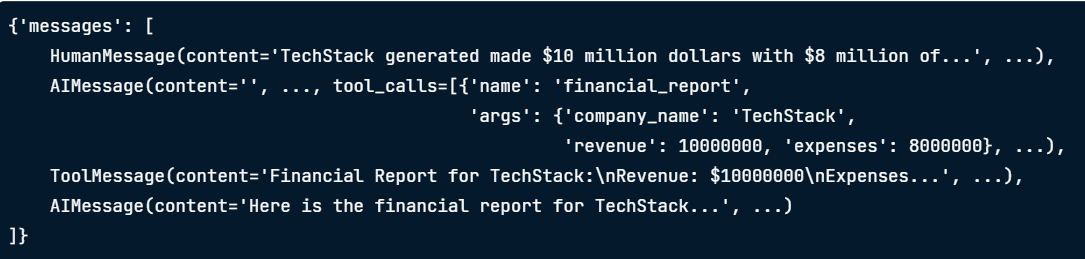 {'messages': [
    HumanMessage(content='TechStack generated made $10 million dollars with $8 million of...', ...),
    AIMessage(content='', ..., tool_calls=[{'name': 'financial_report',
                                            'args': {'company_name': 'TechStack',
                                                     'revenue': 10000000, 'expenses': 8000000}, ...),
    ToolMessage(content='Financial Report for TechStack:\nRevenue: $10000000\nExpenses...', ...),
    AIMessage(content='Here is the financial report for TechStack...', ...)
]}